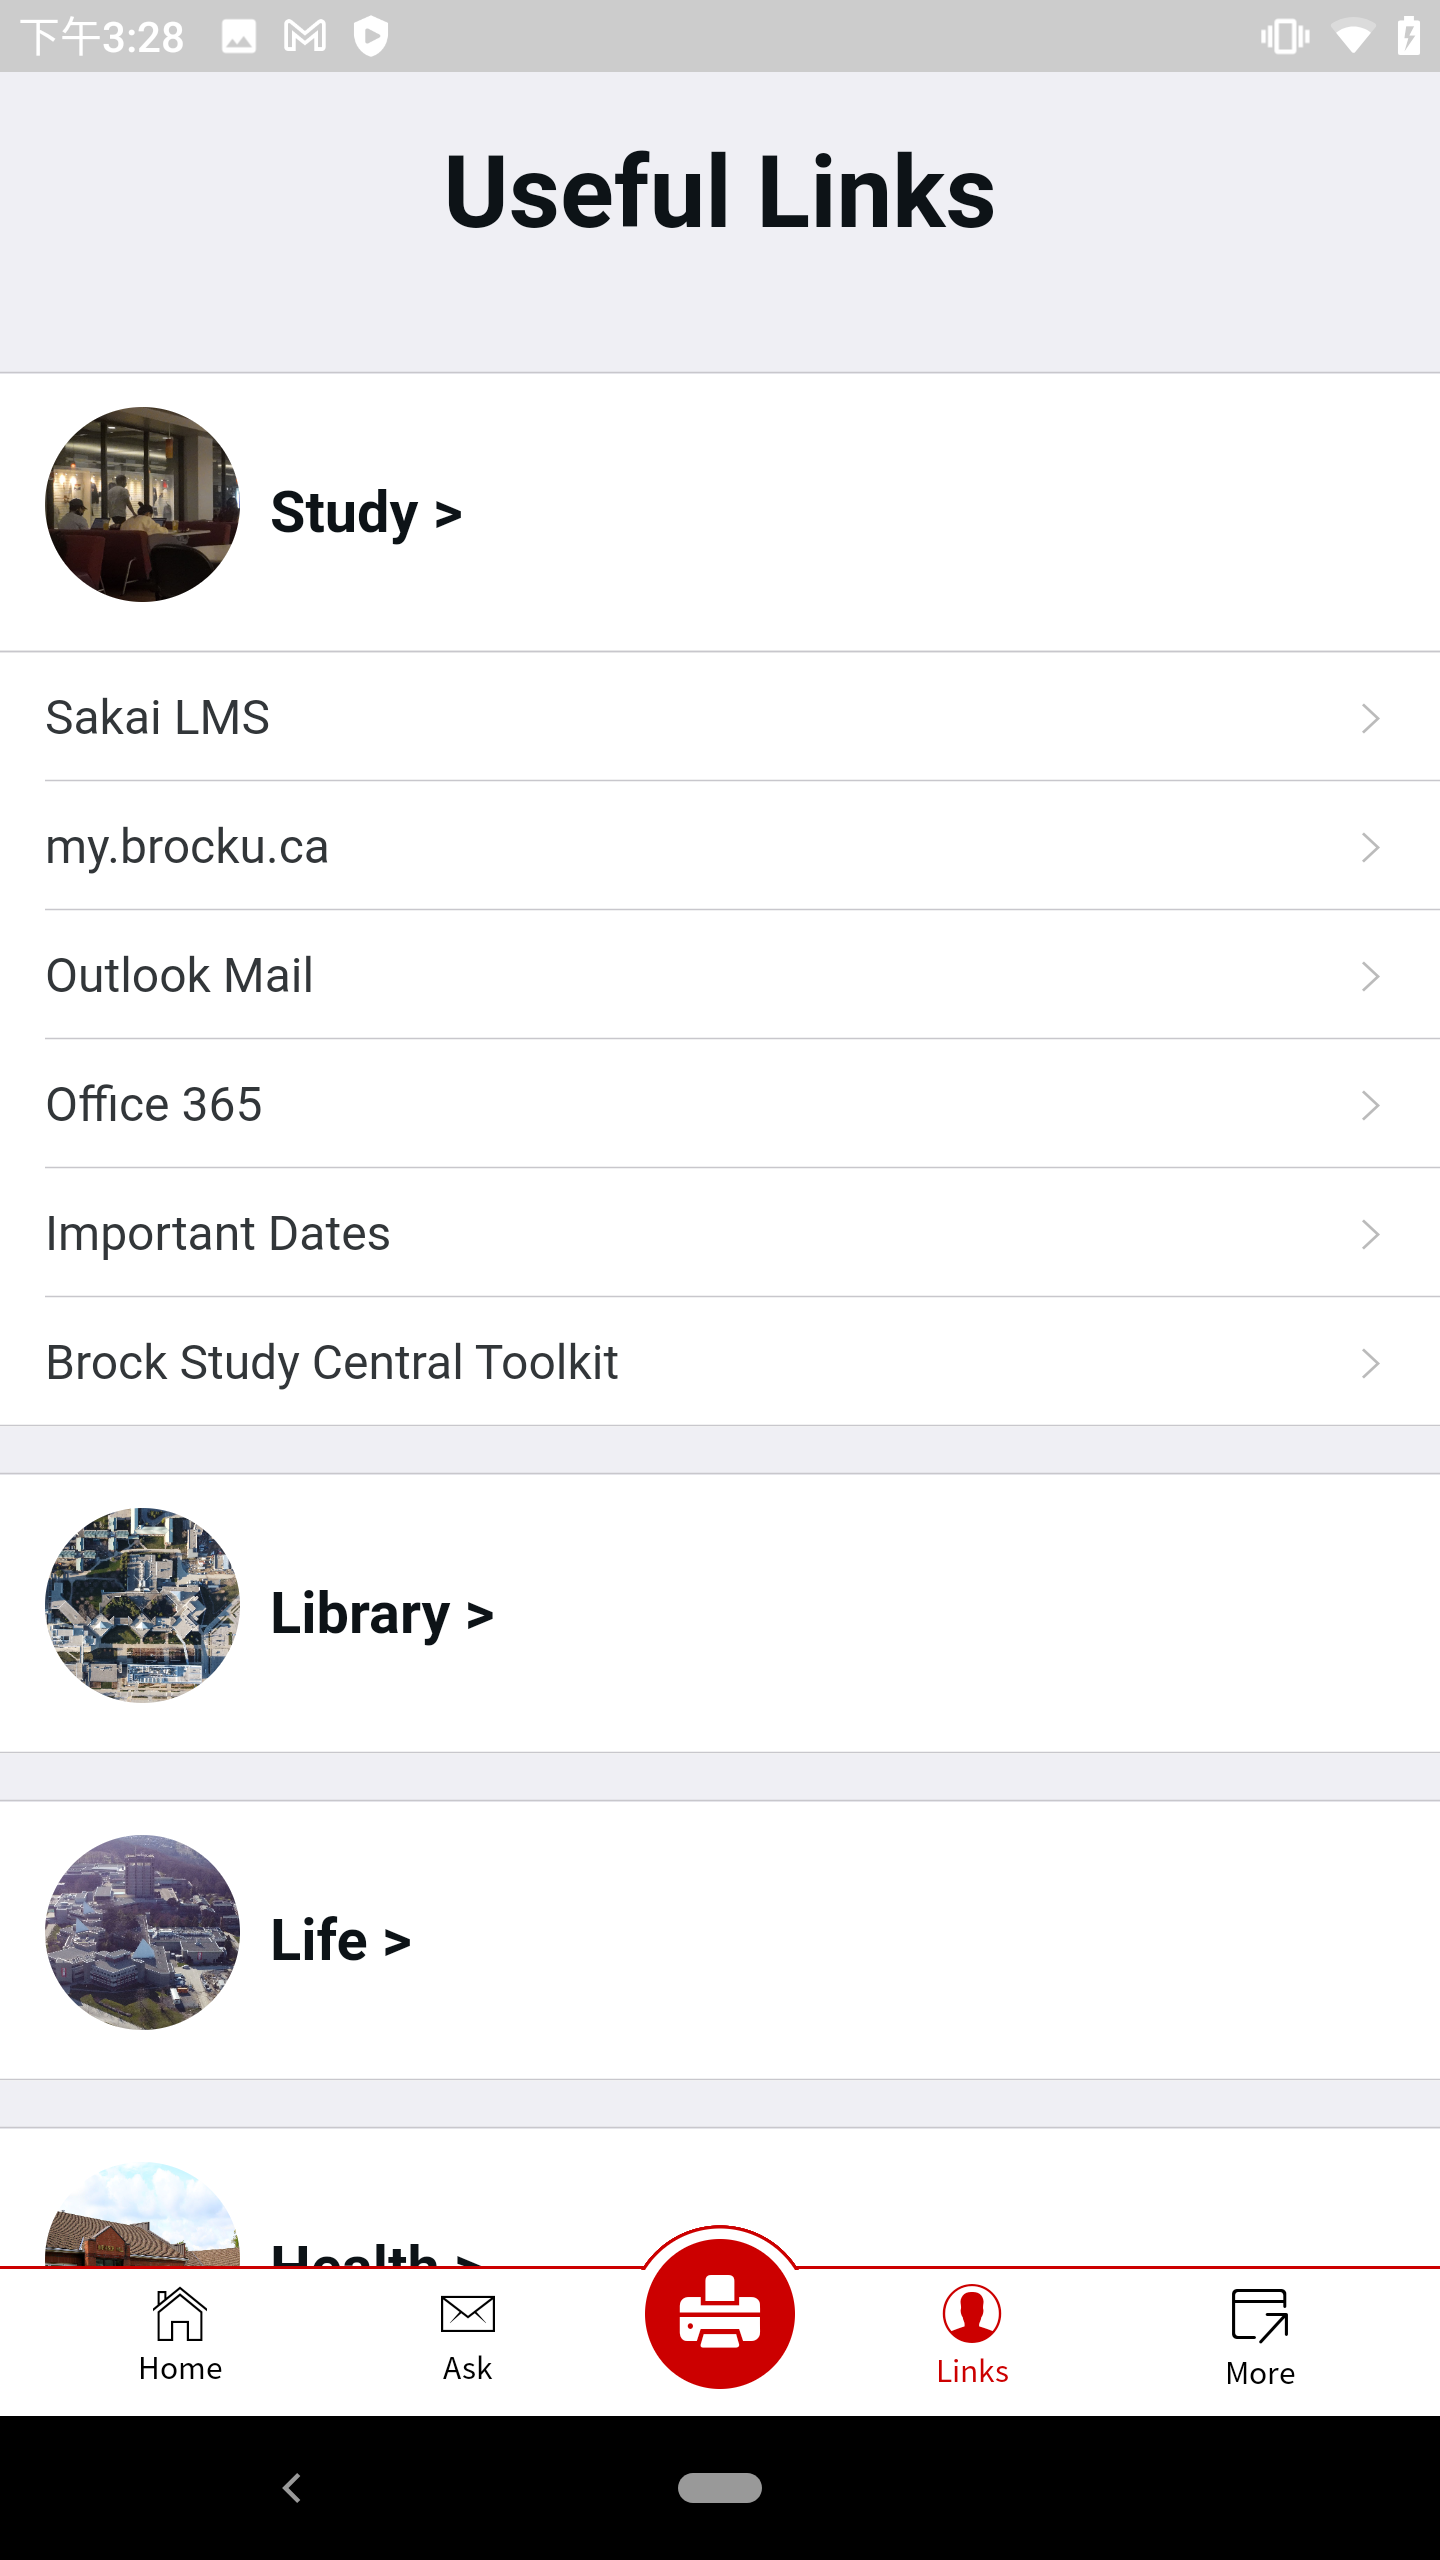 下午3:28
Useful Links
Study >
Sakai LMS
my.brocku.ca
Outlook Mail
Office 365
Important Dates
Brock Study Central Toolkit
Library >
Life >
Health >
Home
Ask
Links
More